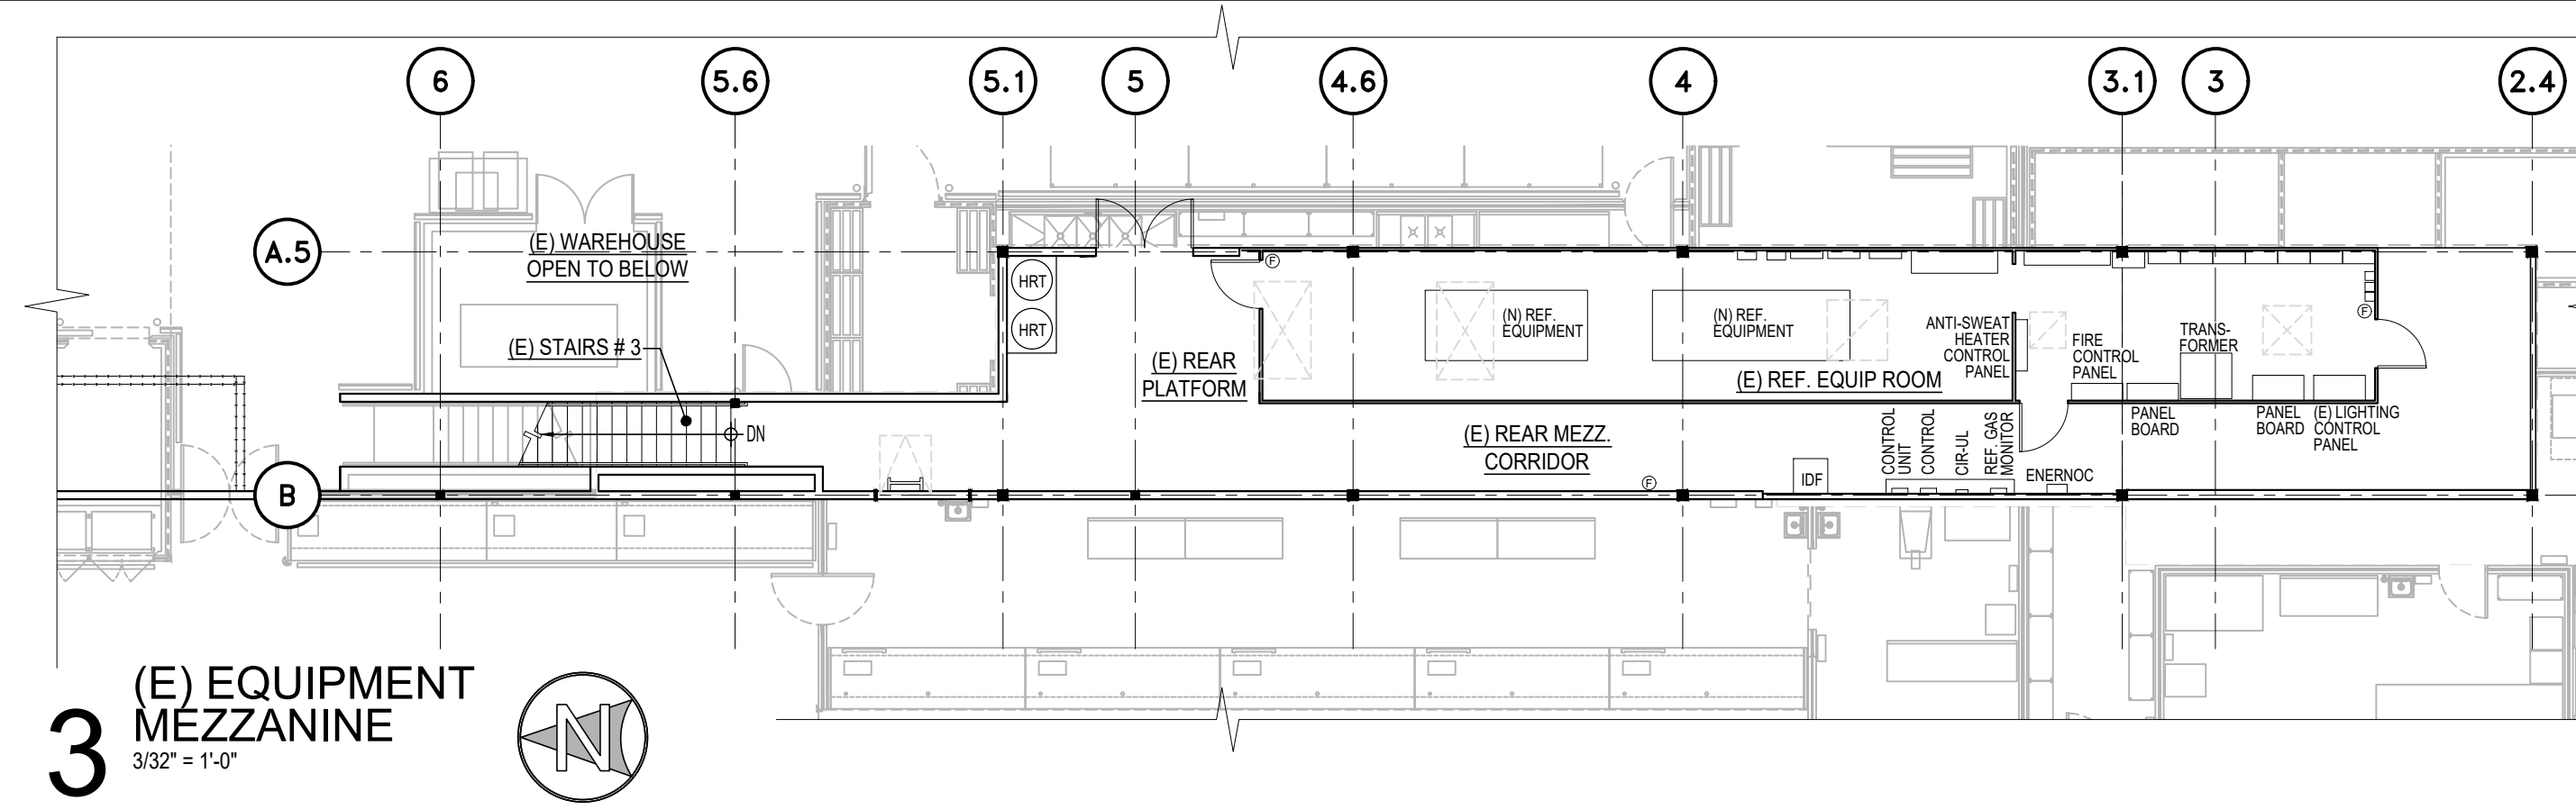 6
5.6
5.1
5
4.6
4
3.1
3
2.4
A.5
B
(E) WAREHOUSE
OPEN TO BELOW
(E) STAIRS # 3
DN
HRT
HRT
(E) REAR
PLATFORM
F
(N) REF.
EQUIPMENT
(N) REF.
EQUIPMENT
(E) REF. EQUIP ROOM
ANTI-SWEAT
HEATER
CONTROL
PANEL
FIRE
CONTROL
PANEL
TRANS-
FORMER
F
PANEL
BOARD
PANEL
BOARD
(E) LIGHTING
CONTROL
PANEL
(E) REAR MEZZ.
CORRIDOR
F
IDF
CONTROL
UNIT
CONTROL
CIR-UL
REF. GAS
MONITOR
ENERNOC
3
(E) EQUIPMENT
MEZZANINE
3/32" = 1'-0"
N